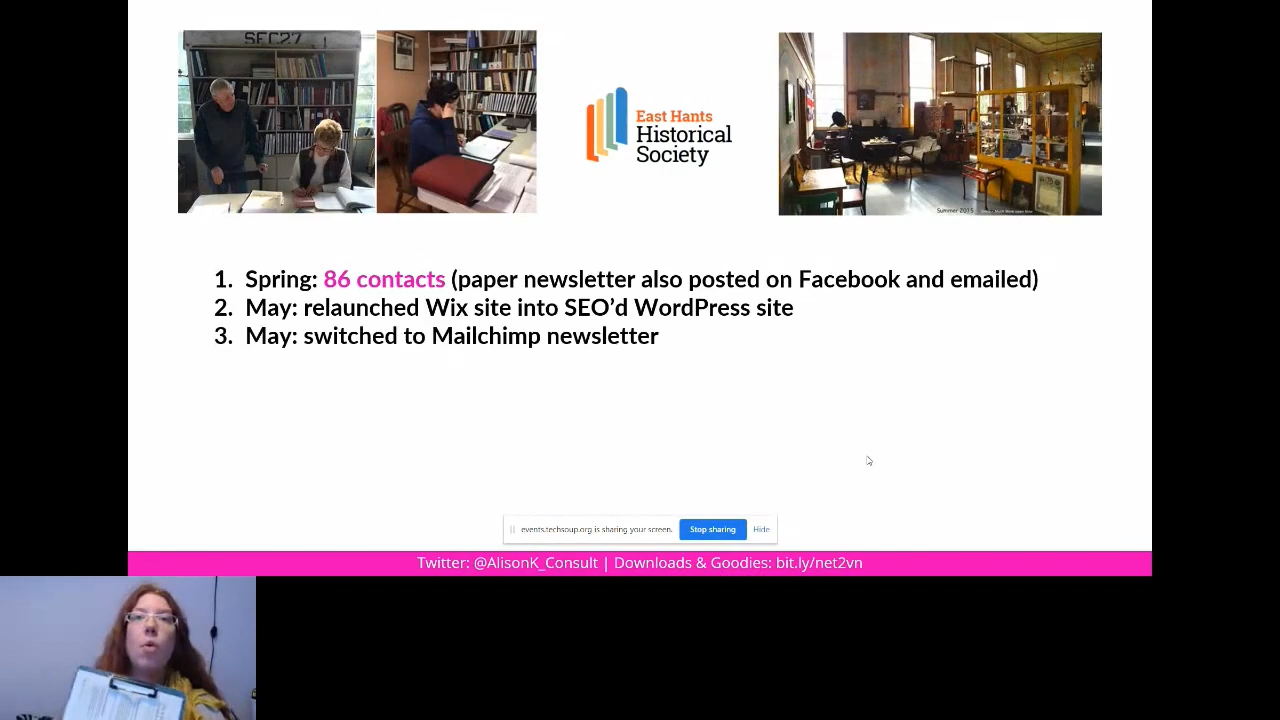 SEC27
East Hants
Historical
Society
Summer 2015
1. Spring: 86 contacts (paper newsletter also posted on Facebook and emailed)
2. May: relaunched Wix site into SEO’d WordPress site
3. May: switched to Mailchimp newsletter
events.techsoup.org is sharing your screen. Stop sharing Hide
Twitter: @AlisonK_Consult | Downloads & Goodies: bit.ly/net2vn